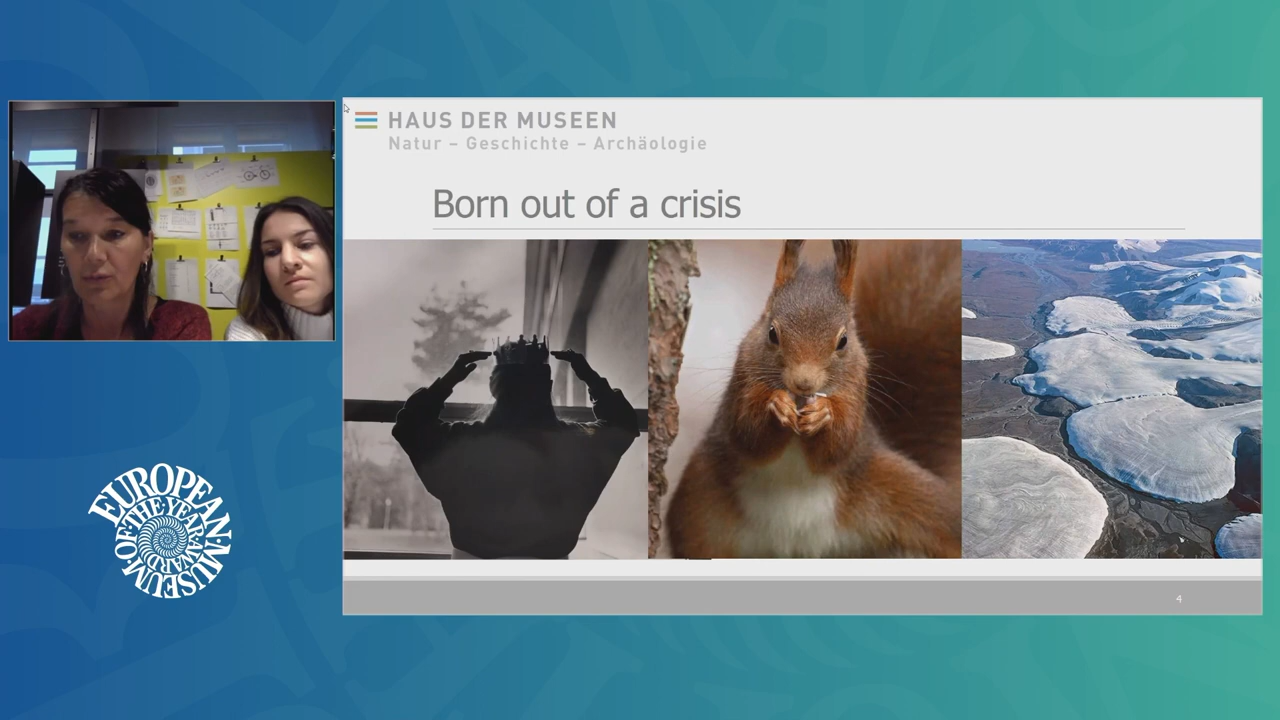 HAUS DER MUSEEN
Natur – Geschichte – Archäologie
Born out of a crisis
4
EUROPEAN MUSEUM
OF THE YEAR AWARD